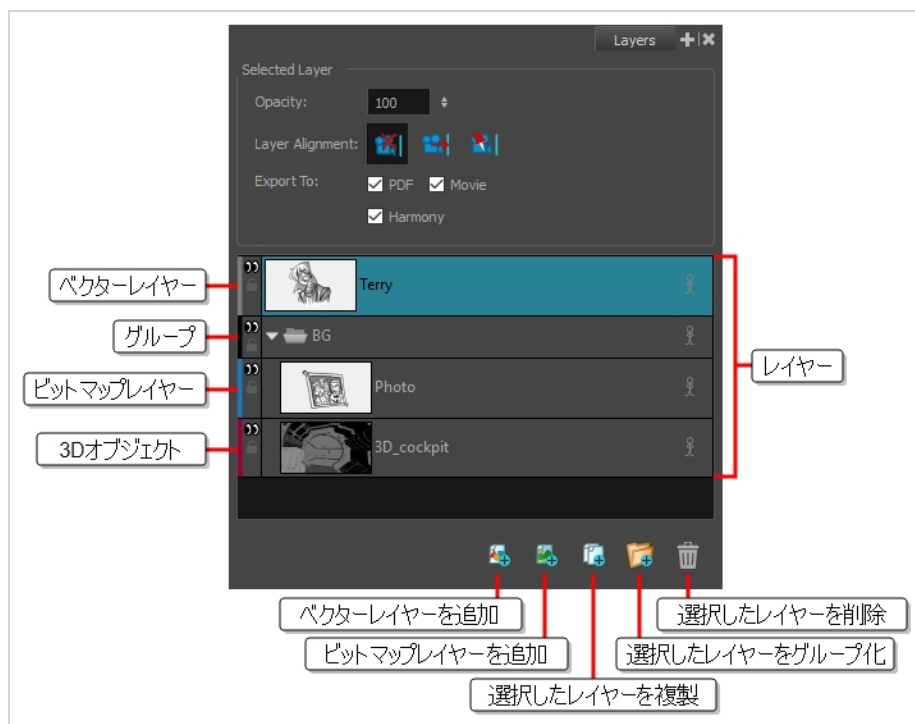 Layers
Selected Layer
Opacity: 100
Layer Alignment:
Export To: PDF Movie
Harmony
ベクターレイヤー
Terry
グループ
BG
レイヤー
ビットマップレイヤー
Photo
3Dオブジェクト
3D_cockpit
ベクターレイヤーを追加
選択したレイヤーを削除
ビットマップレイヤーを追加
選択したレイヤーをグループ化
選択したレイヤーを複製